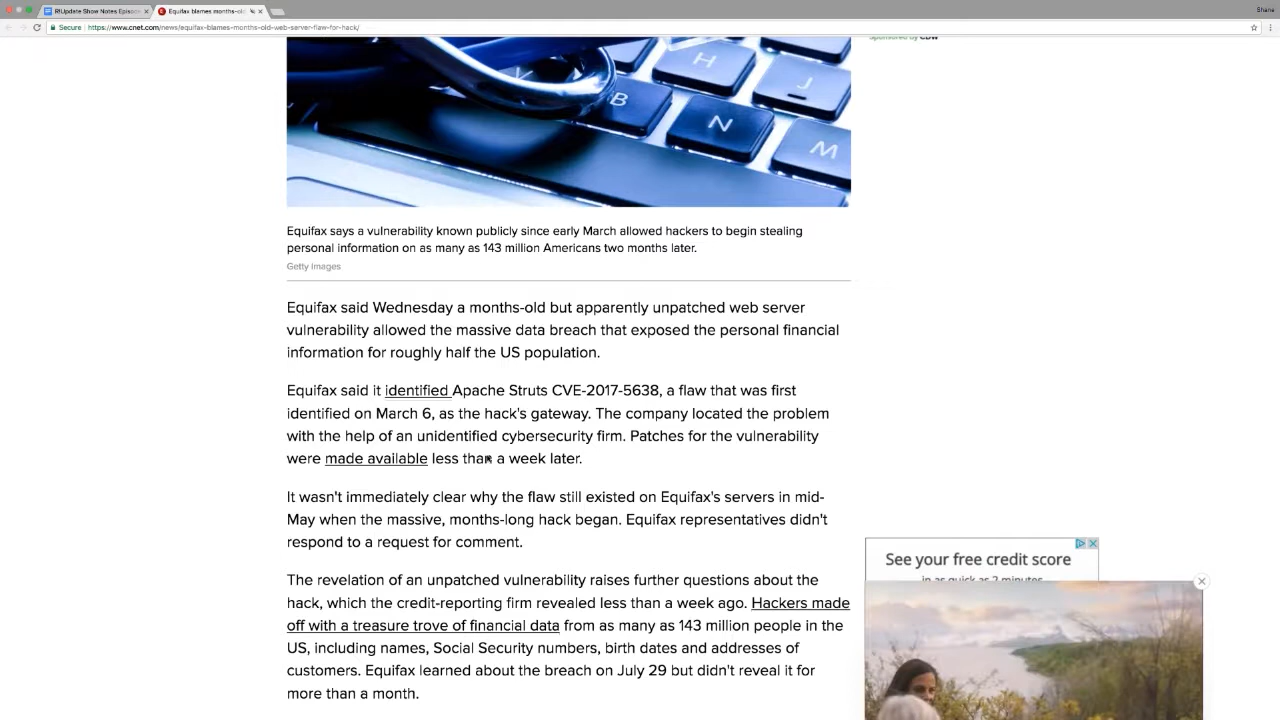 R!Update Show Notes Episode
Equifax blames months-old
Shane
Secure
https://www.cnet.com/news/equifax-blames-months-old-web-server-flaw-for-hack/
Sponsored by CDW
H
J
B
N
M
Equifax says a vulnerability known publicly since early March allowed hackers to begin stealing
personal information on as many as 143 million Americans two months later.
Getty Images
Equifax said Wednesday a months-old but apparently unpatched web server
vulnerability allowed the massive data breach that exposed the personal financial
information for roughly half the US population.
Equifax said it identified Apache Struts CVE-2017-5638, a flaw that was first
identified on March 6, as the hack's gateway. The company located the problem
with the help of an unidentified cybersecurity firm. Patches for the vulnerability
were made available less than a week later.
It wasn't immediately clear why the flaw still existed on Equifax's servers in mid-
May when the massive, months-long hack began. Equifax representatives didn't
respond to a request for comment.
The revelation of an unpatched vulnerability raises further questions about the
hack, which the credit-reporting firm revealed less than a week ago. Hackers made
off with a treasure trove of financial data from as many as 143 million people in the
US, including names, Social Security numbers, birth dates and addresses of
customers. Equifax learned about the breach on July 29 but didn't reveal it for
more than a month.
See your free credit score
in as quick as 2 minutes